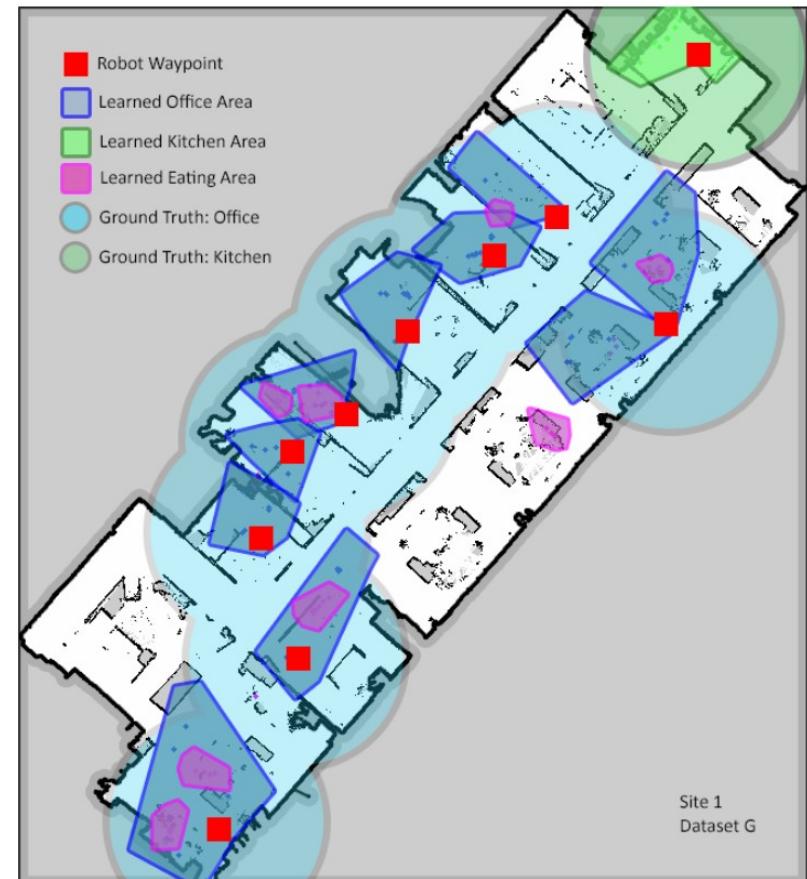 Robot Waypoint
Learned Office Area
Learned Kitchen Area
Learned Eating Area
Ground Truth: Office
Ground Truth: Kitchen
Site 1
Dataset G